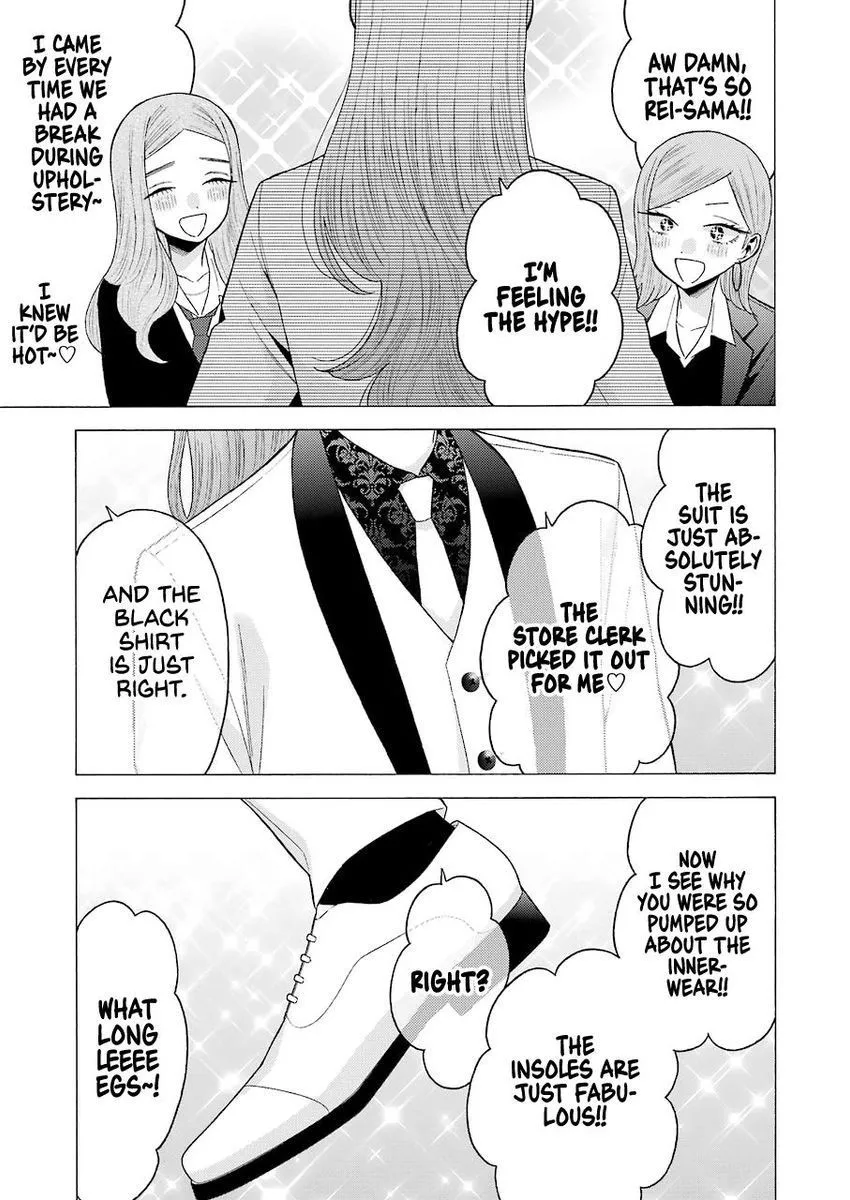 AW DAMN,
THAT'S SO
REI-SAMA!!
I'M
FEELING
THE HYPE!!
I CAME
BY EVERY
TIME WE
HAD A
BREAK
DURING
UPHOL-
STERY~
I
KNEW
IT'D BE
HOT~♡
THE
SUIT IS
JUST AB-
SOLUTELY
STUN-
NING!!
THE
STORE CLERK
PICKED IT OUT
FOR ME♡
AND THE
BLACK
SHIRT
IS JUST
RIGHT.
NOW
I SEE WHY
YOU WERE SO
PUMPED UP
ABOUT THE
INNER-
WEAR!!
RIGHT?
THE
INSOLES ARE
JUST FABU-
LOUS!!
WHAT
LONG
LEEEE
EGS~!